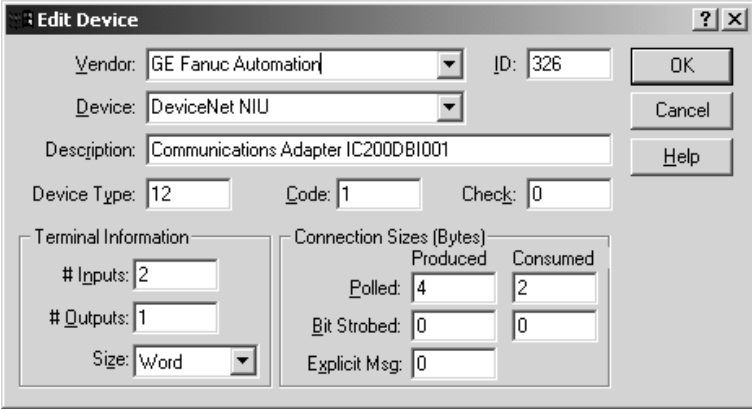 Edit Device
? X
Vendor: GE Fanuc Automation ID: 326 OK
Device: DeviceNet NIU Cancel
Description: Communications Adapter IC200DBI001 Help
Device Type: 12 Code: 1 Check: 0
Terminal Information
# Inputs: 2
# Outputs: 1
Size: Word
Connection Sizes (Bytes)
Produced Consumed
Polled: 4 2
Bit Strobed: 0 0
Explicit Msg: 0